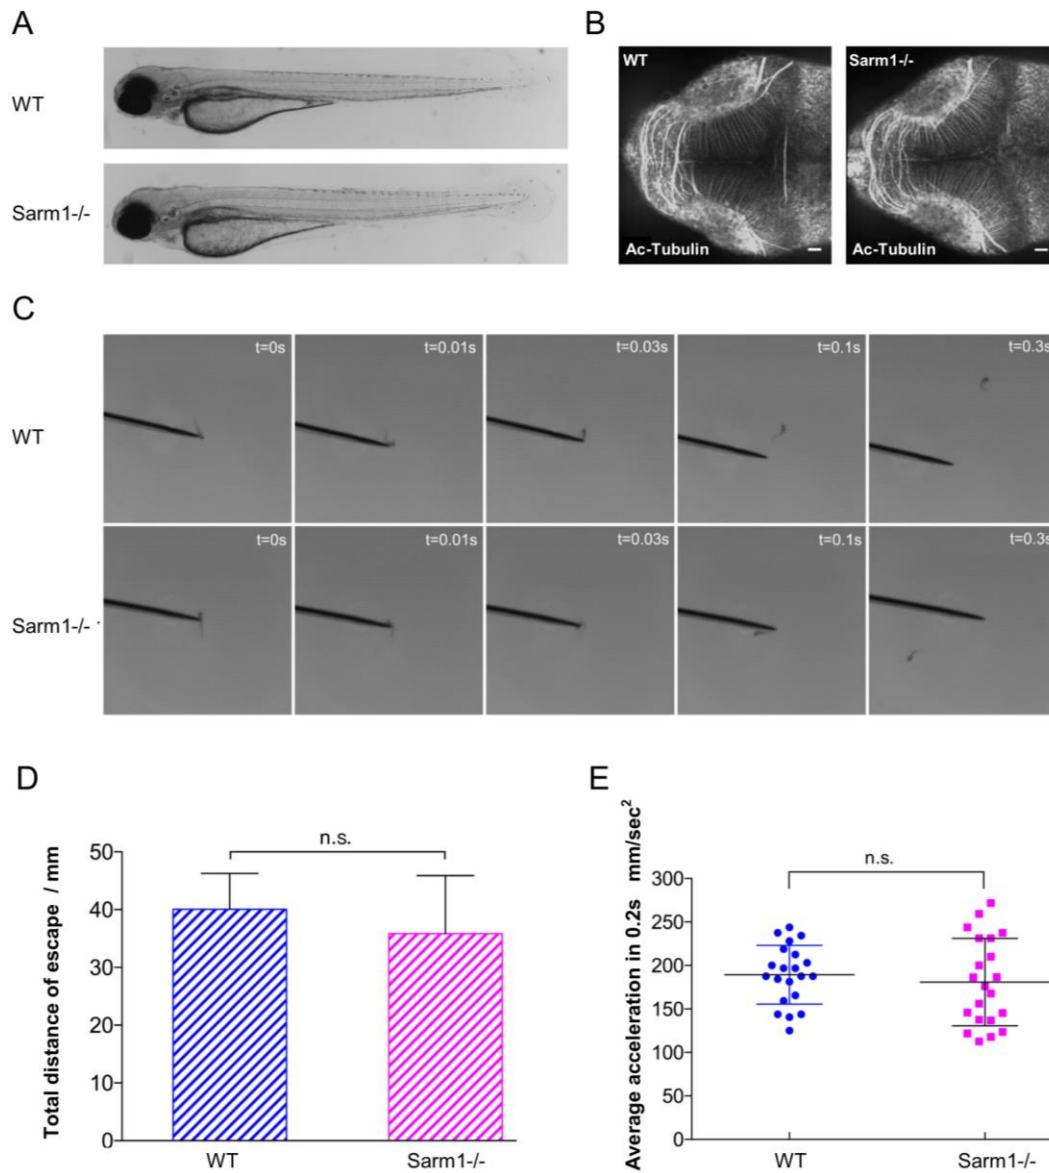 A
B
WT
Sarm1-/-
WT
Sarm1-/-
Ac-Tubulin
Ac-Tubulin
C
WT
t=0s
t=0.01s
t=0.03s
t=0.1s
t=0.3s
Sarm1-/-
t=0s
t=0.01s
t=0.03s
t=0.1s
t=0.3s
D
Total distance of escape / mm
n.s.
50
40
30
20
10
0
WT
Sarm1-/-
E
Average acceleration in 0.2s mm/sec²
n.s.
300
250
200
150
100
50
0
WT
Sarm1-/-